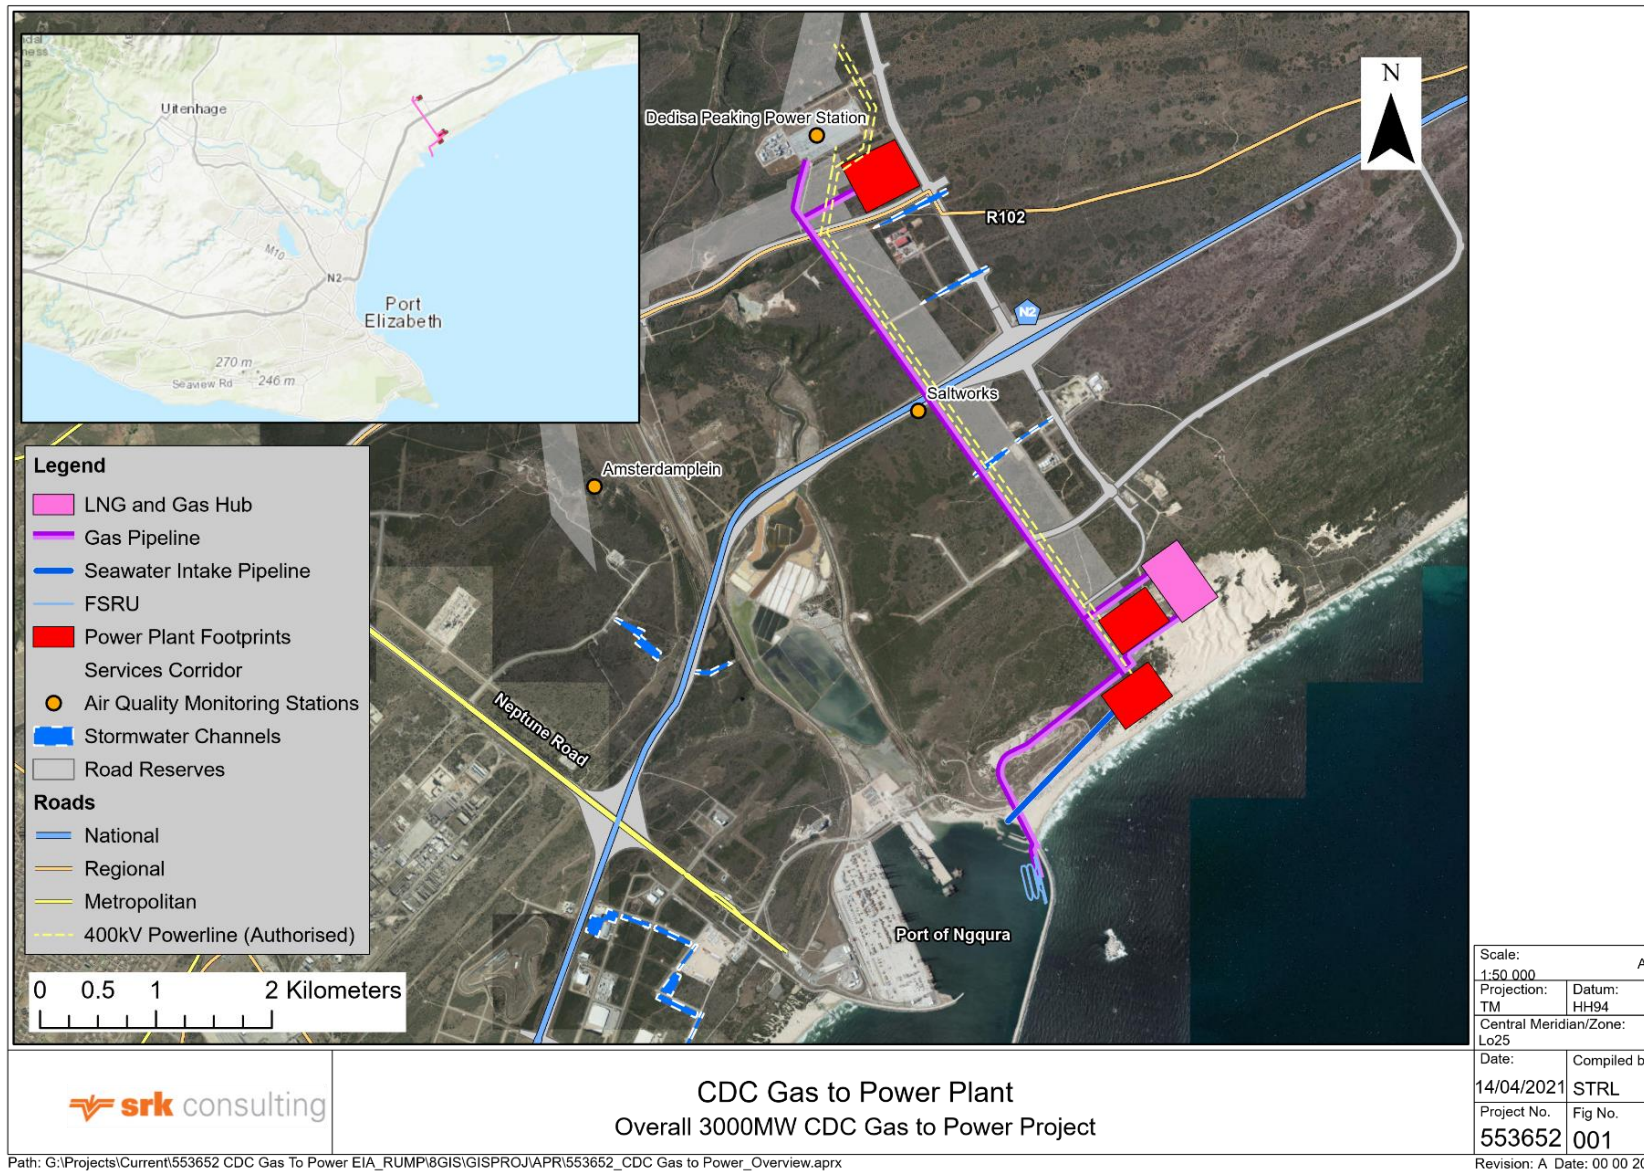 Uitenhage
M10
N2
Port
Elizabeth
270 m
Seaview Rd
246 m
Dedisa Peaking Power Station
N
R102
N2
Saltworks
Amsterdamplein
Neptune Road
Port of Ngqura
Legend
LNG and Gas Hub
Gas Pipeline
Seawater Intake Pipeline
FSRU
Power Plant Footprints
Services Corridor
Air Quality Monitoring Stations
Stormwater Channels
Road Reserves
Roads
National
Regional
Metropolitan
400kV Powerline (Authorised)
0 0.5 1 2 Kilometers
Scale:
1:50 000 A
Projection: Datum:
TM HH94
Central Meridian/Zone:
Lo25
Date: Compiled b
14/04/2021 STRL
Project No. Fig No.
553652 001
srk consulting
CDC Gas to Power Plant
Overall 3000MW CDC Gas to Power Project
Path: G:\Projects\Current\553652 CDC Gas To Power EIA_RUMP\8GIS\GISPROJ\APR\553652_CDC Gas to Power_Overview.aprx
Revision: A Date: 00 00 20